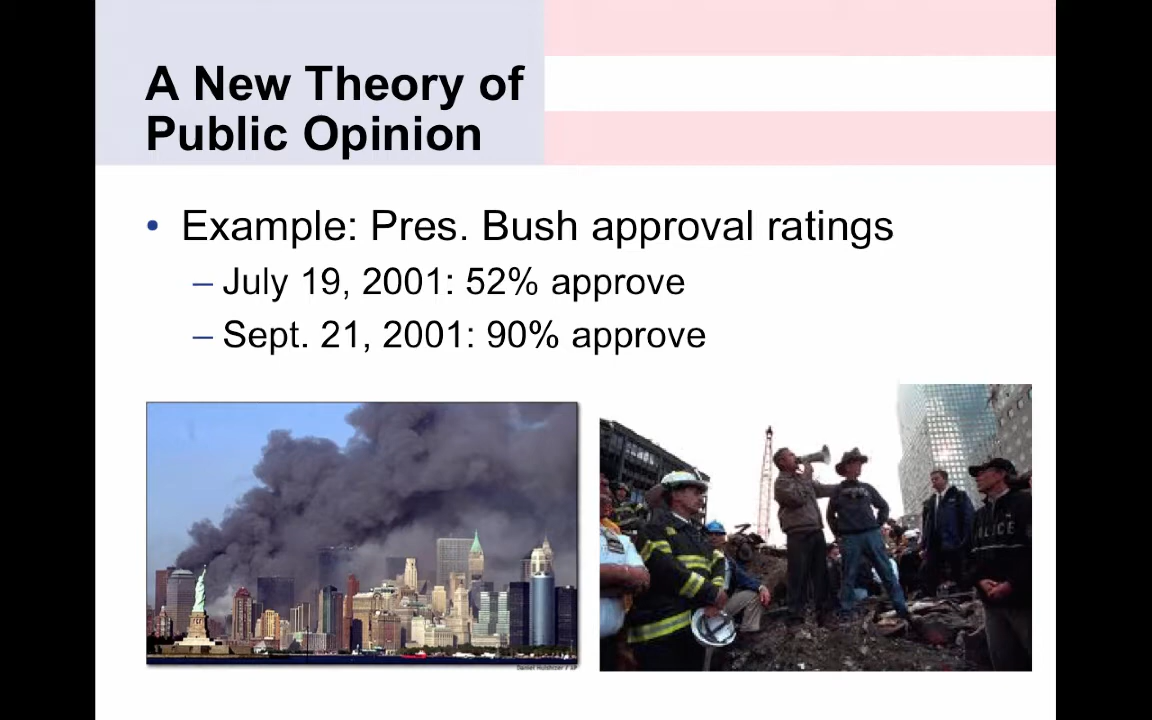 A New Theory of
Public Opinion
• Example: Pres. Bush approval ratings
– July 19, 2001: 52% approve
– Sept. 21, 2001: 90% approve
POLICE